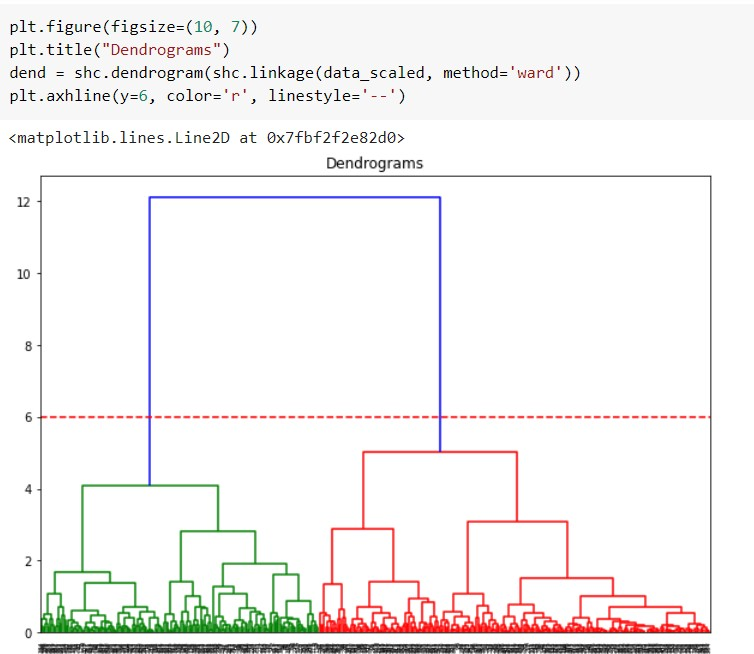 plt.figure(figsize=(10, 7))
plt.title("Dendrograms")
dend = shc.dendrogram(shc.linkage(data_scaled, method='ward'))
plt.axhline(y=6, color='r', linestyle='--')
<matplotlib.lines.Line2D at 0x7fbf2f2e82d0>
Dendrograms
12
10
8
6
4
2
0